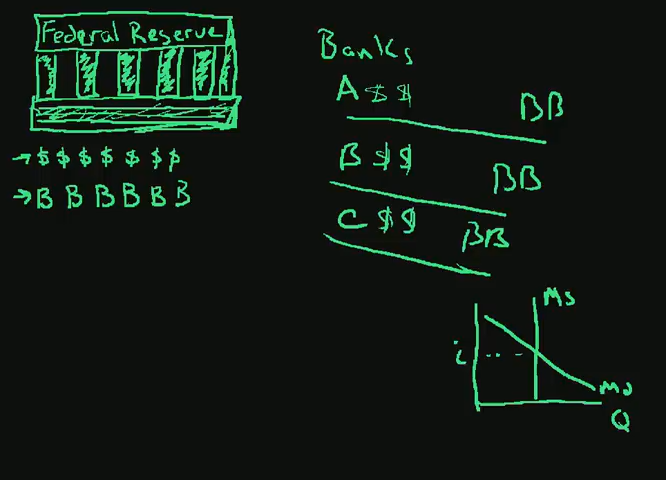 Federal Reserve
→ $ $ $ $ $ $ $
→ B B B B B B B
Banks
A $ $ BB
B $ $ BB
C $ $ BB
Ms
i
MD
Q